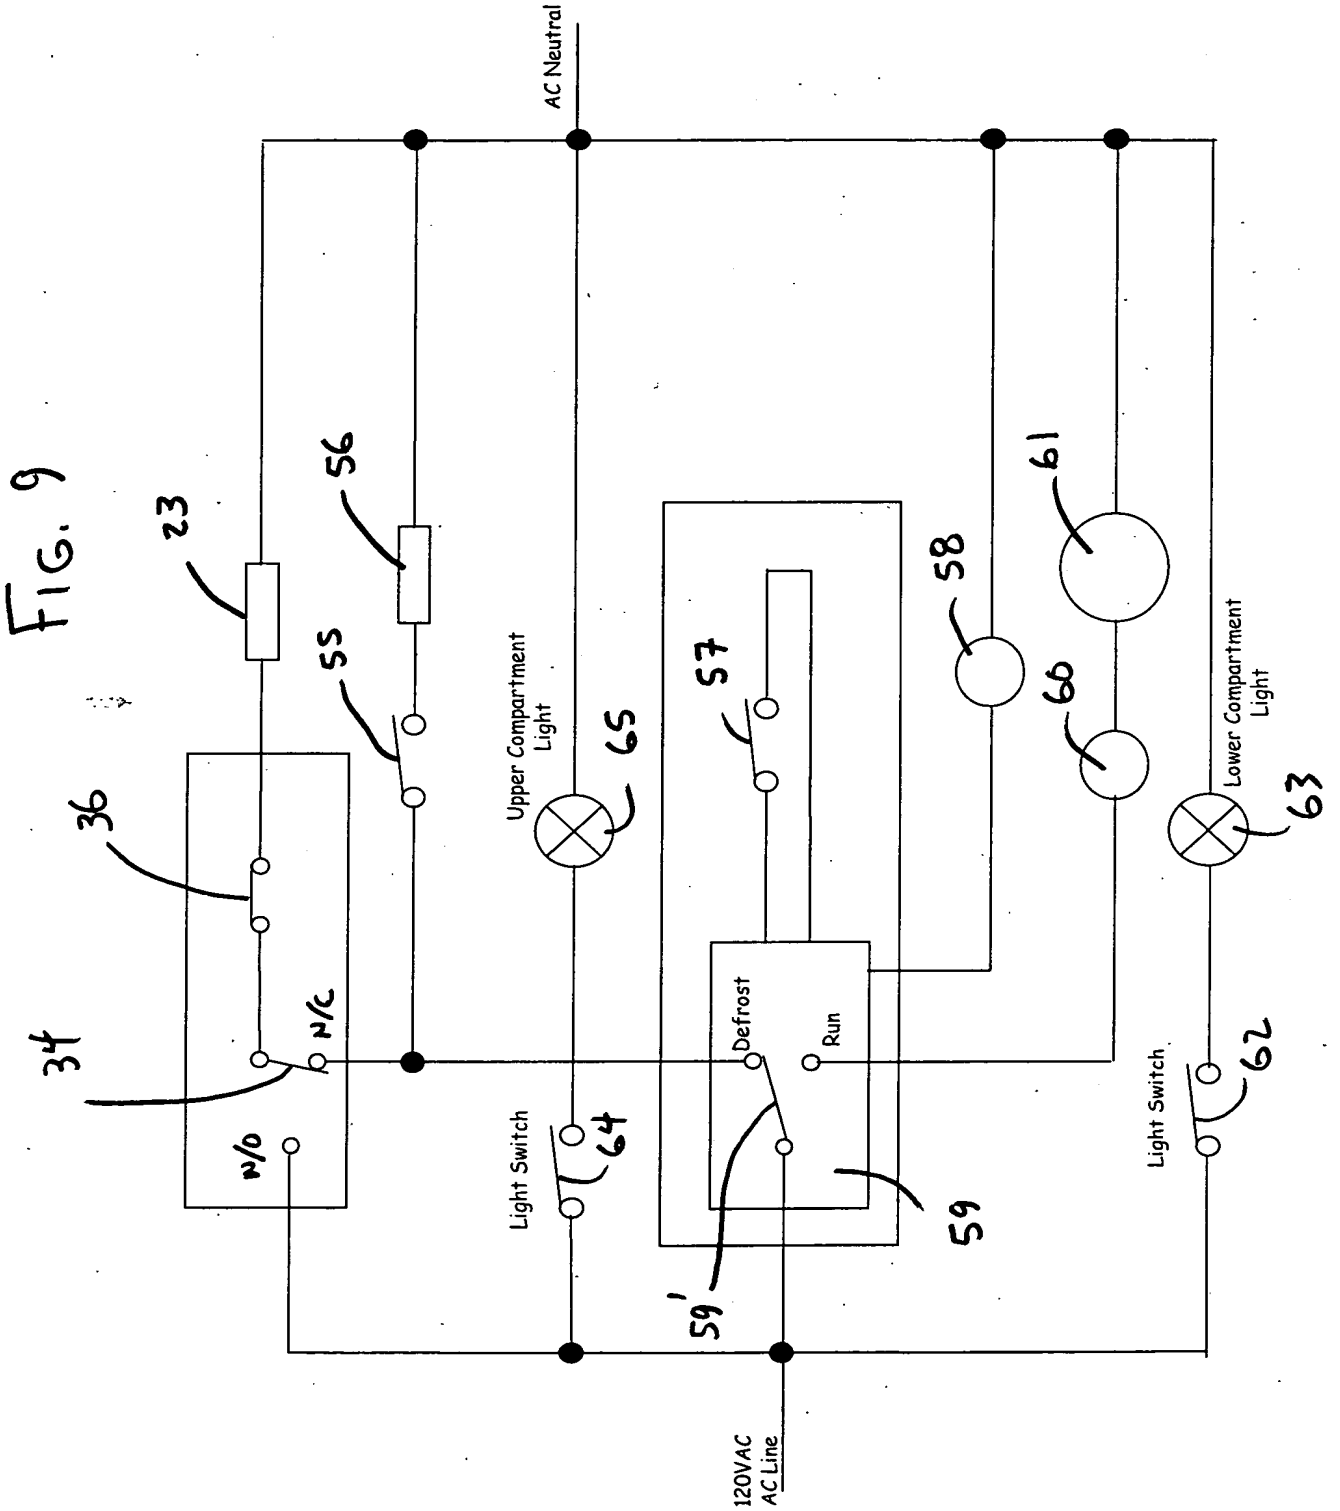 FIG. 9
120VAC
AC Line
AC Neutral
34
N/O
N/C
36
23
55
56
Light Switch
64
Upper Compartment
Light
65
59'
59
Defrost
Run
57
58
60
61
Light Switch
62
Lower Compartment
Light
63